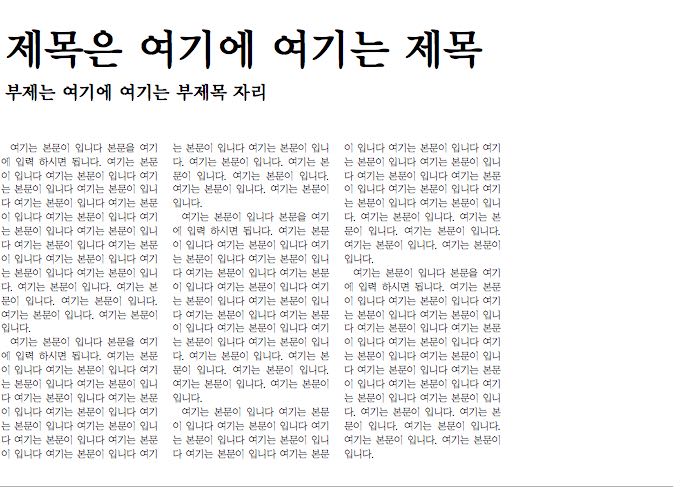 제목은 여기에 여기는 제목
부제는 여기에 여기는 부제목 자리
여기는 본문이 입니다 본문을 여기
에 입력 하시면 됩니다. 여기는 본문
이 입니다 여기는 본문이 입니다 여기
는 본문이 입니다 여기는 본문이 입니
다 여기는 본문이 입니다 여기는 본문
이 입니다 여기는 본문이 입니다 여기
는 본문이 입니다 여기는 본문이 입니
다 여기는 본문이 입니다 여기는 본문
이 입니다 여기는 본문이 입니다 여기
는 본문이 입니다 여기는 본문이 입니
다. 여기는 본문이 입니다. 여기는 본
문이 입니다. 여기는 본문이 입니다.
여기는 본문이 입니다. 여기는 본문이
입니다.
여기는 본문이 입니다 본문을 여기
에 입력 하시면 됩니다. 여기는 본문
이 입니다 여기는 본문이 입니다 여기
는 본문이 입니다 여기는 본문이 입니
다 여기는 본문이 입니다 여기는 본문
이 입니다 여기는 본문이 입니다 여기
는 본문이 입니다 여기는 본문이 입니
다 여기는 본문이 입니다 여기는 본문
이 입니다 여기는 본문이 입니다 여기
는 본문이 입니다 여기는 본문이 입니
다. 여기는 본문이 입니다. 여기는 본
문이 입니다. 여기는 본문이 입니다.
여기는 본문이 입니다. 여기는 본문이
입니다.
여기는 본문이 입니다 본문을 여기
에 입력 하시면 됩니다. 여기는 본문
이 입니다 여기는 본문이 입니다 여기
는 본문이 입니다 여기는 본문이 입니
다 여기는 본문이 입니다 여기는 본문
이 입니다 여기는 본문이 입니다 여기
는 본문이 입니다 여기는 본문이 입니
다 여기는 본문이 입니다 여기는 본문
이 입니다 여기는 본문이 입니다 여기
는 본문이 입니다 여기는 본문이 입니
다. 여기는 본문이 입니다. 여기는 본
문이 입니다. 여기는 본문이 입니다.
여기는 본문이 입니다. 여기는 본문이
입니다.
여기는 본문이 입니다 여기는 본문
이 입니다 여기는 본문이 입니다 여기
는 본문이 입니다 여기는 본문이 입니
다 여기는 본문이 입니다 여기는 본문
이 입니다 여기는 본문이 입니다 여기
는 본문이 입니다 여기는 본문이 입니
다 여기는 본문이 입니다 여기는 본문
이 입니다 여기는 본문이 입니다 여기
는 본문이 입니다 여기는 본문이 입니
다. 여기는 본문이 입니다. 여기는 본
문이 입니다. 여기는 본문이 입니다.
여기는 본문이 입니다. 여기는 본문이
입니다.
여기는 본문이 입니다 본문을 여기
에 입력 하시면 됩니다. 여기는 본문
이 입니다 여기는 본문이 입니다 여기
는 본문이 입니다 여기는 본문이 입니
다 여기는 본문이 입니다 여기는 본문
이 입니다 여기는 본문이 입니다 여기
는 본문이 입니다 여기는 본문이 입니
다 여기는 본문이 입니다 여기는 본문
이 입니다 여기는 본문이 입니다 여기
는 본문이 입니다 여기는 본문이 입니
다. 여기는 본문이 입니다. 여기는 본
문이 입니다. 여기는 본문이 입니다.
여기는 본문이 입니다. 여기는 본문이
입니다.